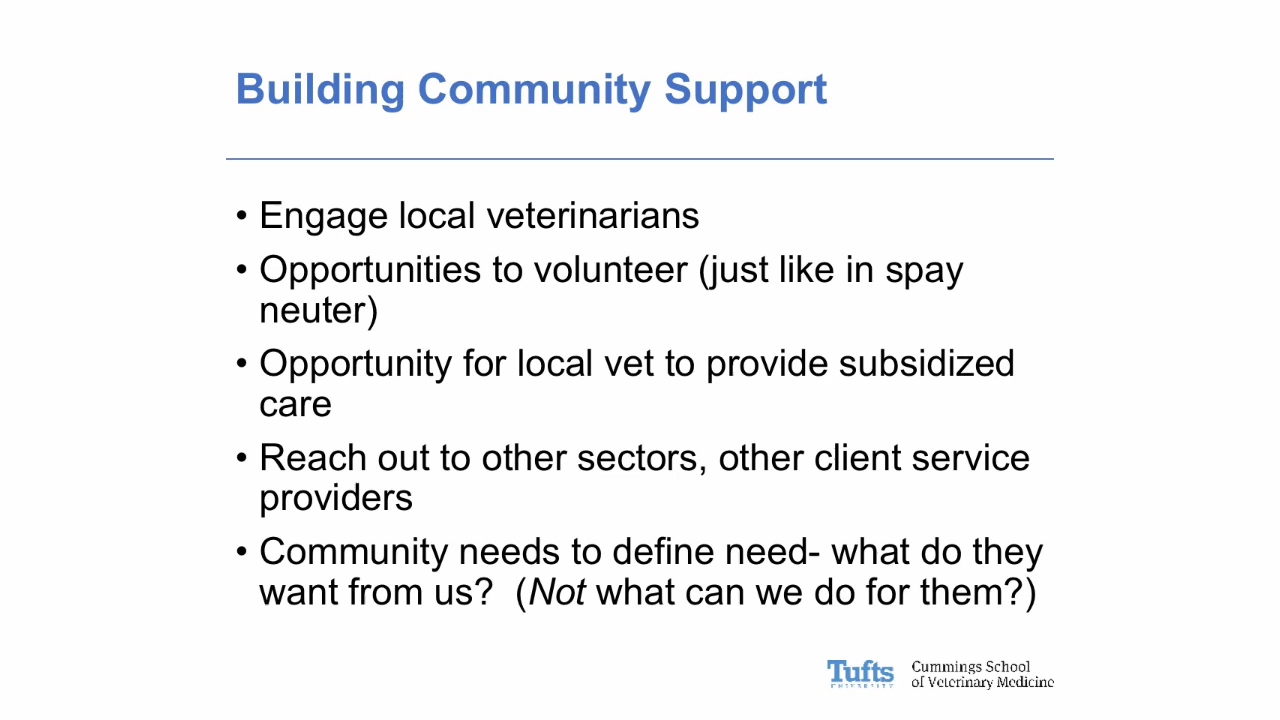 Building Community Support
• Engage local veterinarians
• Opportunities to volunteer (just like in spay
neuter)
• Opportunity for local vet to provide subsidized
care
• Reach out to other sectors, other client service
providers
• Community needs to define need- what do they
want from us?  (Not what can we do for them?)
Tufts
UNIVERSITY
Cummings School
of Veterinary Medicine